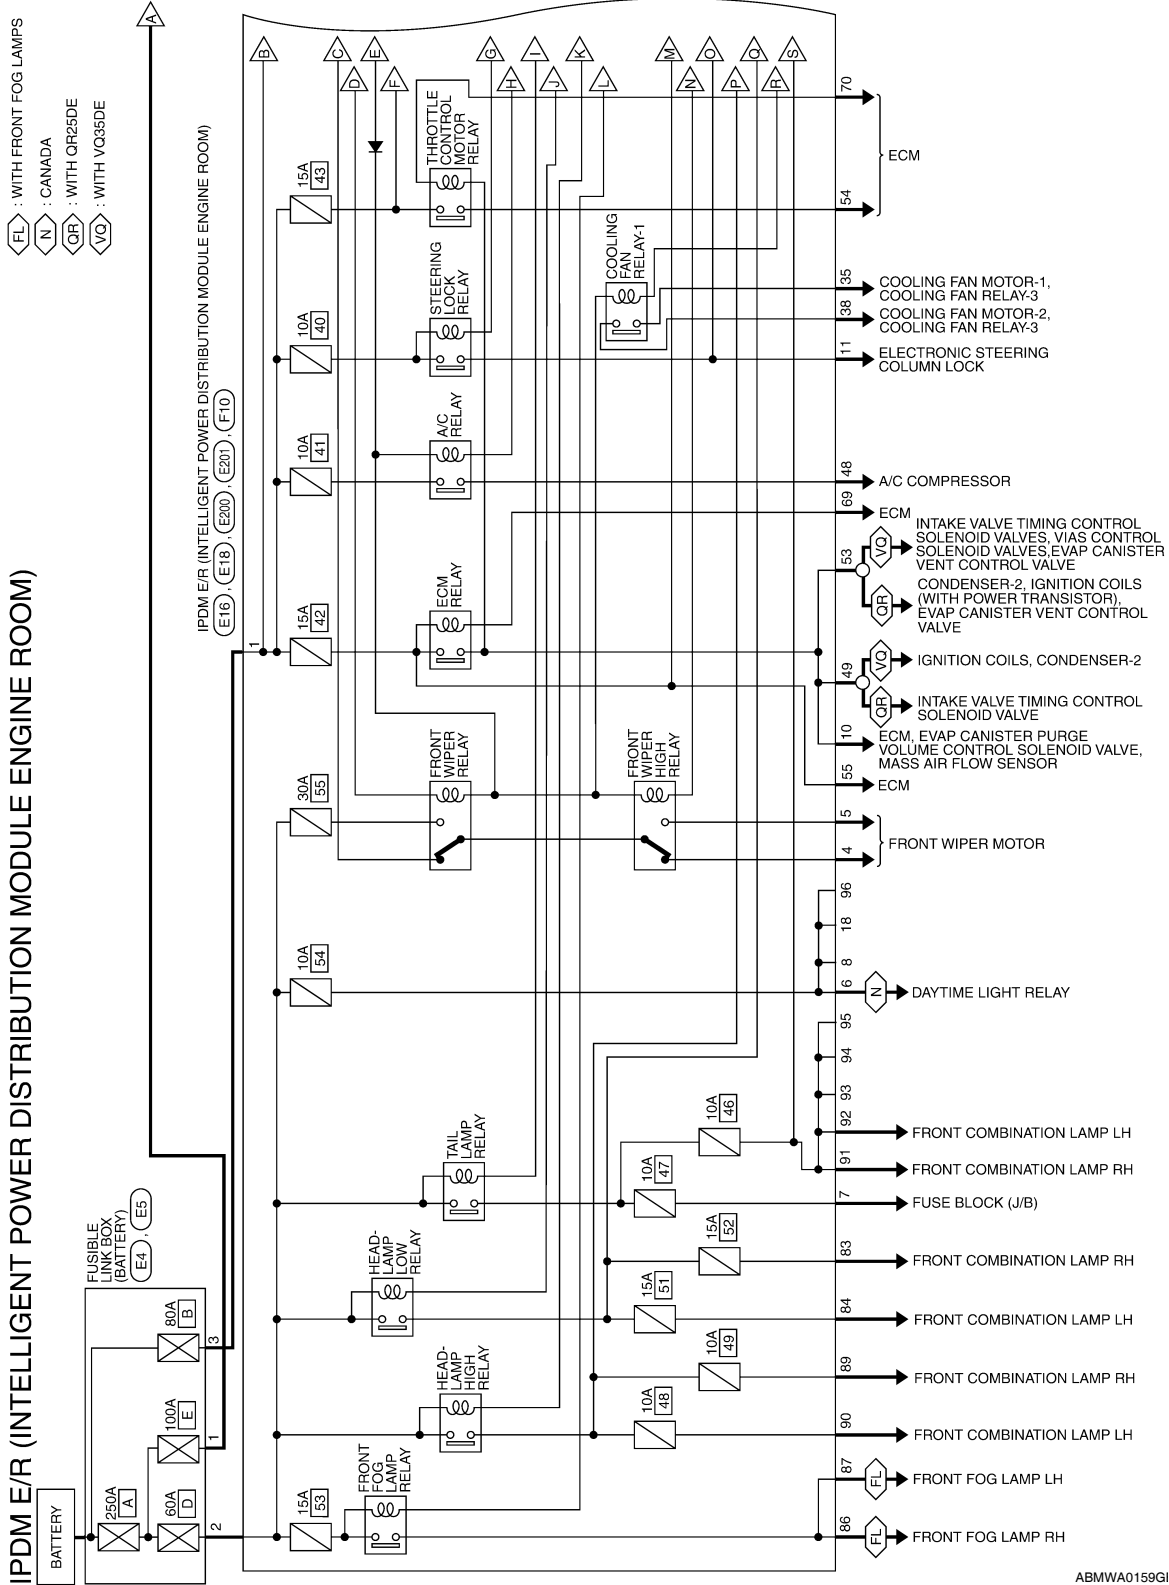 IPDM E/R (INTELLIGENT POWER DISTRIBUTION MODULE ENGINE ROOM)
FL : WITH FRONT FOG LAMPS
N : CANADA
QR : WITH QR25DE
VQ : WITH VQ35DE
BATTERY
FUSIBLE
LINK BOX
(BATTERY)
E4 , E5
250A
A
60A
D
100A
E
80A
B
2
1
3
A
IPDM E/R (INTELLIGENT POWER DISTRIBUTION MODULE ENGINE ROOM)
E16 , E18 , E200 , E201 , F10
1
B
C
D
E
F
G
H
I
J
K
L
M
N
O
P
Q
R
S
15A
43
THROTTLE
CONTROL
MOTOR
RELAY
70
54
ECM
10A
40
STEERING
LOCK
RELAY
COOLING
FAN
RELAY-1
35
COOLING FAN MOTOR-1,
COOLING FAN RELAY-3
38
COOLING FAN MOTOR-2,
COOLING FAN RELAY-3
11
ELECTRONIC STEERING
COLUMN LOCK
10A
41
A/C
RELAY
48
A/C COMPRESSOR
69
ECM
15A
42
ECM
RELAY
53
VQ
INTAKE VALVE TIMING CONTROL
SOLENOID VALVES, VIAS CONTROL
SOLENOID VALVES,EVAP CANISTER
VENT CONTROL VALVE
QR
CONDENSER-2, IGNITION COILS
(WITH POWER TRANSISTOR),
EVAP CANISTER VENT CONTROL
VALVE
49
VQ
IGNITION COILS, CONDENSER-2
QR
INTAKE VALVE TIMING CONTROL
SOLENOID VALVE
10
ECM, EVAP CANISTER PURGE
VOLUME CONTROL SOLENOID VALVE,
MASS AIR FLOW SENSOR
55
ECM
30A
55
FRONT
WIPER
RELAY
FRONT
WIPER
HIGH
RELAY
5
4
FRONT WIPER MOTOR
96
18
8
10A
54
6
N
DAYTIME LIGHT RELAY
95
94
93
92
FRONT COMBINATION LAMP LH
10A
46
91
FRONT COMBINATION LAMP RH
TAIL
LAMP
RELAY
10A
47
7
FUSE BLOCK (J/B)
15A
52
83
FRONT COMBINATION LAMP RH
HEAD-
LAMP
LOW
RELAY
15A
51
84
FRONT COMBINATION LAMP LH
10A
49
89
FRONT COMBINATION LAMP RH
HEAD-
LAMP
HIGH
RELAY
10A
48
90
FRONT COMBINATION LAMP LH
87
FL
FRONT FOG LAMP LH
15A
53
FRONT
FOG
LAMP
RELAY
86
FL
FRONT FOG LAMP RH